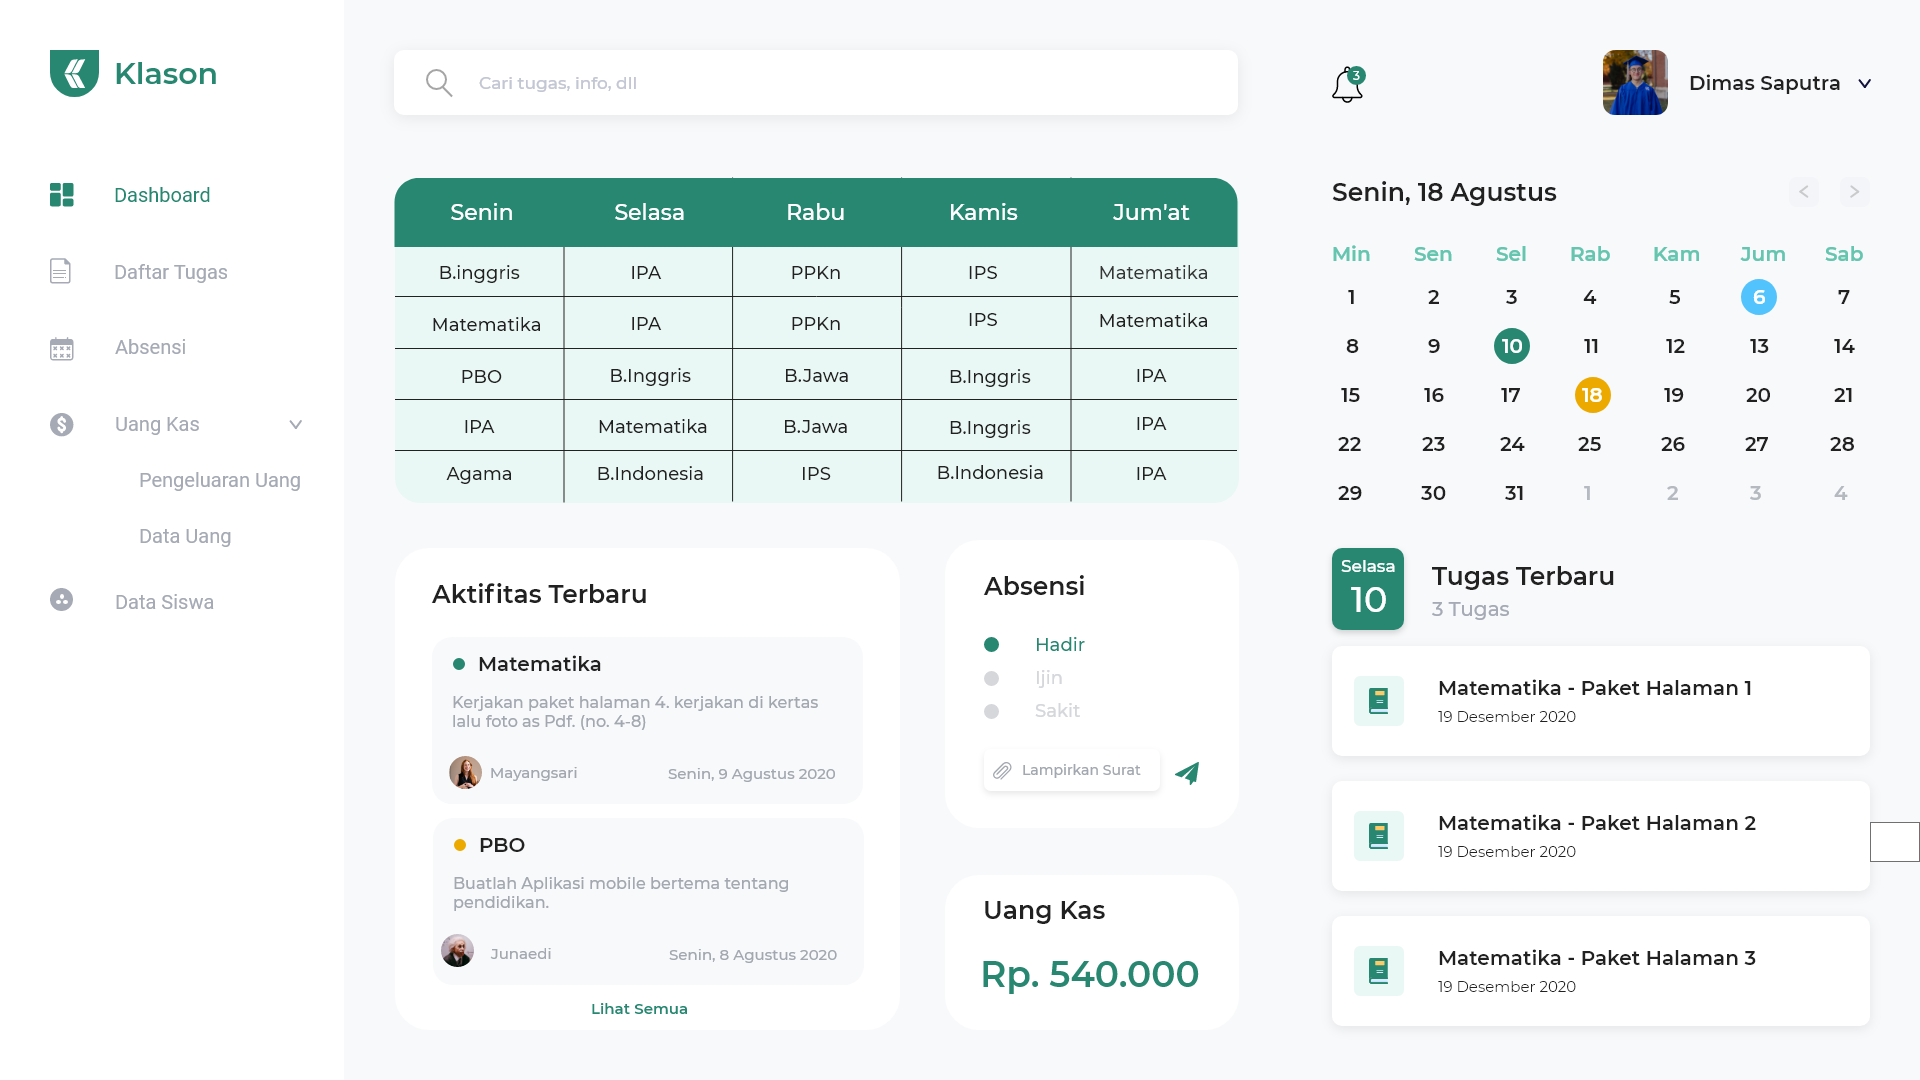 Klason
Dashboard
Daftar Tugas
Absensi
Uang Kas
Pengeluaran Uang
Data Uang
Data Siswa
Cari tugas, info, dll
3
Dimas Saputra
Senin Selasa Rabu Kamis Jum'at
B.inggris IPA PPKn IPS Matematika
Matematika IPA PPKn IPS Matematika
PBO B.Inggris B.Jawa B.Inggris IPA
IPA Matematika B.Jawa B.Inggris IPA
Agama B.Indonesia IPS B.Indonesia IPA
Aktifitas Terbaru
Matematika
Kerjakan paket halaman 4. kerjakan di kertas
lalu foto as Pdf. (no. 4-8)
Mayangsari Senin, 9 Agustus 2020
PBO
Buatlah Aplikasi mobile bertema tentang
pendidikan.
Junaedi Senin, 8 Agustus 2020
Lihat Semua
Absensi
Hadir
Ijin
Sakit
Lampirkan Surat
Uang Kas
Rp. 540.000
Senin, 18 Agustus
< >
Min Sen Sel Rab Kam Jum Sab
1 2 3 4 5 6 7
8 9 10 11 12 13 14
15 16 17 18 19 20 21
22 23 24 25 26 27 28
29 30 31 1 2 3 4
Selasa
10
Tugas Terbaru
3 Tugas
Matematika - Paket Halaman 1
19 Desember 2020
Matematika - Paket Halaman 2
19 Desember 2020
Matematika - Paket Halaman 3
19 Desember 2020